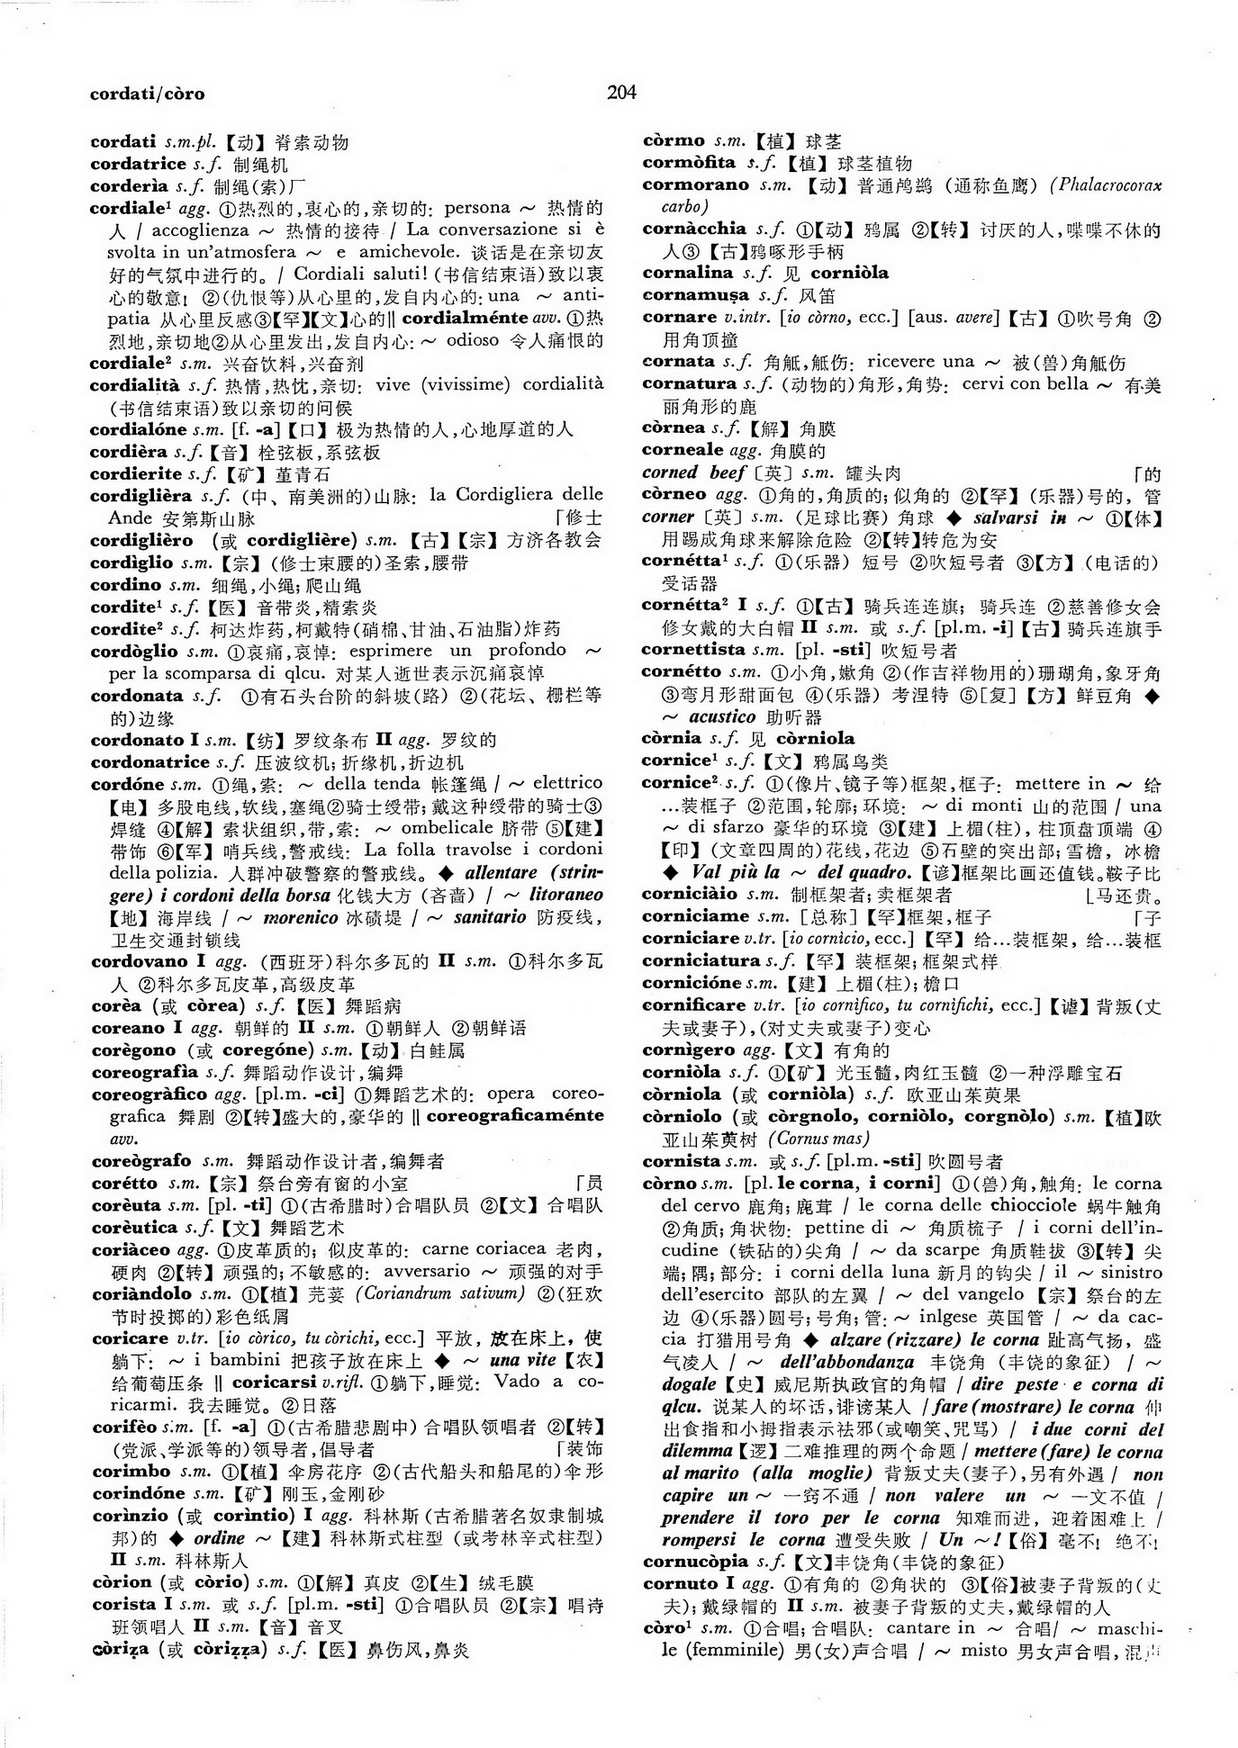 cordati/còro
204
cordati s.m.pl.【动】脊索动物
cordatrice s.f. 制绳机
corderìa s.f. 制绳(索)厂
cordiale¹ agg. ①热烈的,衷心的,亲切的: persona ～ 热情的
人 / accoglienza ～ 热情的接待 / La conversazione si è
svolta in un'atmosfera ～ e amichevole. 谈话是在亲切友
好的气氛中进行的。/ Cordiali saluti! (书信结束语)致以衷
心的敬意! ②(仇恨等)从心里的,发自内心的: una ～ anti-
patia 从心里反感③【罕】【文】心的‖ cordialménte avv. ①热
烈地,亲切地②从心里发出,发自内心: ～ odioso 令人痛恨的
cordiale² s.m. 兴奋饮料,兴奋剂
cordialità s.f. 热情,热忱,亲切: vive (vivissime) cordialità
(书信结束语)致以亲切的问候
cordialóne s.m. [f. -a]【口】极为热情的人,心地厚道的人
cordièra s.f.【音】栓弦板,系弦板
cordierite s.f.【矿】堇青石
cordiglièra s.f. (中、南美洲的)山脉: la Cordigliera delle
Ande 安第斯山脉 「修士
cordiglièro (或 cordiglière) s.m. 【古】【宗】方济各教会
cordìglio s.m.【宗】(修士束腰的)圣索,腰带
cordino s.m. 细绳,小绳; 爬山绳
cordite¹ s.f.【医】音带炎,精索炎
cordite² s.f. 柯达炸药,柯戴特(硝棉、甘油、石油脂)炸药
cordòglio s.m. ①哀痛,哀悼: esprimere un profondo ～
per la scomparsa di qlcu. 对某人逝世表示沉痛哀悼
cordonata s.f. ①有石头台阶的斜坡(路) ②(花坛、栅栏等
的)边缘
cordonato I s.m.【纺】罗纹条布 II agg. 罗纹的
cordonatrice s.f. 压波纹机; 折缘机,折边机
cordóne s.m. ①绳,索: ～ della tenda 帐篷绳 / ～ elettrico
【电】多股电线,软线,塞绳②骑士绶带; 戴这种绶带的骑士③
焊缝 ④【解】索状组织,带,索: ～ ombelicale 脐带 ⑤【建】
带饰 ⑥【军】哨兵线,警戒线: La folla travolse i cordoni
della polizia. 人群冲破警察的警戒线。◆ allentare (strin-
gere) i cordoni della borsa 化钱大方 (吝啬) / ～ litoraneo
【地】海岸线 / ～ morenico 冰碛堤 / ～ sanitario 防疫线,
卫生交通封锁线
cordovano I agg. (西班牙)科尔多瓦的 II s.m. ①科尔多瓦
人 ②科尔多瓦皮革,高级皮革
corèa (或 còrea) s.f.【医】舞蹈病
coreano I agg. 朝鲜的 II s.m. ①朝鲜人 ②朝鲜语
corègono (或 coregóne) s.m.【动】白鲑属
coreografìa s.f. 舞蹈动作设计,编舞
coreogràfico agg. [pl.m. -ci] ①舞蹈艺术的: opera coreo-
grafica 舞剧 ②【转】盛大的,豪华的 ‖ coreograficaménte
avv.
coreògrafo s.m. 舞蹈动作设计者,编舞者
corétto s.m.【宗】祭台旁有窗的小室 「员
corèuta s.m. [pl. -ti] ①(古希腊时)合唱队员 ②【文】合唱队
corèutica s.f.【文】舞蹈艺术
coriàceo agg. ①皮革质的; 似皮革的: carne coriacea 老肉,
硬肉 ②【转】顽强的; 不敏感的: avversario ～ 顽强的对手
coriàndolo s.m. ①【植】芫荽 (Coriandrum sativum) ②(狂欢
节时投掷的)彩色纸屑
coricare v.tr. [io còrico, tu còrichi, ecc.] 平放, 放在床上, 使
躺下: ～ i bambini 把孩子放在床上 ◆ ～ una vite【农】
给葡萄压条 ‖ coricarsi v.rifl. ①躺下,睡觉: Vado a co-
ricarmi. 我去睡觉。②日落
corifèo s.m. [f. -a] ①(古希腊悲剧中) 合唱队领唱者 ②【转】
(党派、学派等的)领导者,倡导者 「装饰
corimbo s.m. ①【植】伞房花序 ②(古代船头和船尾的)伞形
corindóne s.m.【矿】刚玉,金刚砂
corìnzio (或 corintio) I agg. 科林斯 (古希腊著名奴隶制城
邦)的 ◆ ordine ～【建】科林斯式柱型 (或考林辛式柱型)
II s.m. 科林斯人
còrion (或 còrio) s.m. ①【解】真皮 ②【生】绒毛膜
corista I s.m. 或 s.f. [pl.m. -sti] ①合唱队员 ②【宗】唱诗
班领唱人 II s.m.【音】音叉
còriza (或 còrizza) s.f.【医】鼻伤风,鼻炎
còrmo s.m. 【植】球茎
cormòfita s.f. 【植】球茎植物
cormorano s.m. 【动】普通鸬鹚 (通称鱼鹰) (Phalacrocorax
carbo)
cornàcchia s.f. ①【动】鸦属 ②【转】讨厌的人,喋喋不休的
人③【古】鸦啄形手柄
cornalina s.f. 见 corniòla
cornamusa s.f. 风笛
cornare v.intr. [io còrno, ecc.] [aus. avere]【古】①吹号角 ②
用角顶撞
cornata s.f. 角觝,觝伤: ricevere una ～ 被(兽)角觝伤
cornatura s.f. (动物的)角形,角势: cervi con bella ～ 有美
丽角形的鹿
còrnea s.f.【解】角膜
corneale agg. 角膜的
corned beef〔英〕s.m. 罐头肉 「的
còrneo agg. ①角的,角质的; 似角的 ②【罕】(乐器)号的, 管
corner〔英〕s.m. (足球比赛) 角球 ◆ salvarsi in ～ ①【体】
用踢成角球来解除危险 ②【转】转危为安
cornétta¹ s.f. ①(乐器) 短号 ②吹短号者 ③【方】(电话的)
受话器
cornétta² I s.f. ①【古】骑兵连连旗; 骑兵连 ②慈善修女会
修女戴的大白帽 II s.m. 或 s.f. [pl.m. -i]【古】骑兵连旗手
cornettista s.m. [pl. -sti] 吹短号者
cornétto s.m. ①小角,嫩角 ②(作吉祥物用的)珊瑚角,象牙角
③弯月形甜面包 ④(乐器) 考涅特 ⑤[复]【方】鲜豆角 ◆
～ acustico 助听器
còrnia s.f. 见 còrniola
cornice¹ s.f.【文】鸦属鸟类
cornice² s.f. ①(像片、镜子等)框架,框子: mettere in ～ 给
…装框子 ②范围,轮廓; 环境: ～ di monti 山的范围 / una
～ di sfarzo 豪华的环境 ③【建】上楣(柱), 柱顶盘顶端 ④
【印】(文章四周的)花线,花边 ⑤石壁的突出部; 雪檐, 冰檐
◆ Val più la ～ del quadro.【谚】框架比画还值钱。(鞍子比
corniciàio s.m. 制框架者; 卖框架者 ⌊马还贵。
corniciame s.m. [总称]【罕】框架,框子 「子
corniciare v.tr. [io cornìcio, ecc.]【罕】给…装框架, 给…装框
corniciatura s.f.【罕】装框架; 框架式样
cornicióne s.m.【建】上楣(柱); 檐口
cornificare v.tr. [io cornìfico, tu cornìfichi, ecc.]【谑】背叛(丈
夫或妻子), (对丈夫或妻子)变心
cornìgero agg.【文】有角的
corniòla s.f. ①【矿】光玉髓,肉红玉髓 ②一种浮雕宝石
còrniola (或 corniòla) s.f. 欧亚山茱萸果
còrniolo (或 còrgnolo, corniòlo, corgnòlo) s.m.【植】欧
亚山茱萸树 (Cornus mas)
cornista s.m. 或 s.f. [pl.m. -sti] 吹圆号者
còrno s.m. [pl. le corna, i corni] ①(兽)角,触角: le corna
del cervo 鹿角; 鹿茸 / le corna delle chiocciole 蜗牛触角
②角质; 角状物: pettine di ～ 角质梳子 / i corni dell'in-
cudine (铁砧的)尖角 / ～ da scarpe 角质鞋拔 ③【转】尖
端; 隅; 部分: i corni della luna 新月的钩尖 / il ～ sinistro
dell'esercito 部队的左翼 / ～ del vangelo【宗】祭台的左
边 ④(乐器)圆号; 号角; 管: ～ inlgese 英国管 / ～ da cac-
cia 打猎用号角 ◆ alzare (rizzare) le corna 趾高气扬, 盛
气凌人 / ～ dell'abbondanza 丰饶角 (丰饶的象征) / ～
dogale【史】威尼斯执政官的角帽 / dire peste e corna di
qlcu. 说某人的坏话,诽谤某人 / fare (mostrare) le corna 伸
出食指和小拇指表示祛邪(或嘲笑、咒骂) / i due corni del
dilemma【逻】二难推理的两个命题 / mettere (fare) le corna
al marito (alla moglie) 背叛丈夫(妻子),另有外遇 / non
capire un ～ 一窍不通 / non valere un ～ 一文不值 /
prendere il toro per le corna 知难而进, 迎着困难上 /
rompersi le corna 遭受失败 / Un ～!【俗】毫不! 绝不!
cornucòpia s.f.【文】丰饶角(丰饶的象征)
cornuto I agg. ①有角的 ②角状的 ③【俗】被妻子背叛的(丈
夫); 戴绿帽的 II s.m. 被妻子背叛的丈夫,戴绿帽的人
còro¹ s.m. ①合唱; 合唱队: cantare in ～ 合唱/ ～ maschi-
le (femminile) 男(女)声合唱 / ～ misto 男女声合唱, 混声